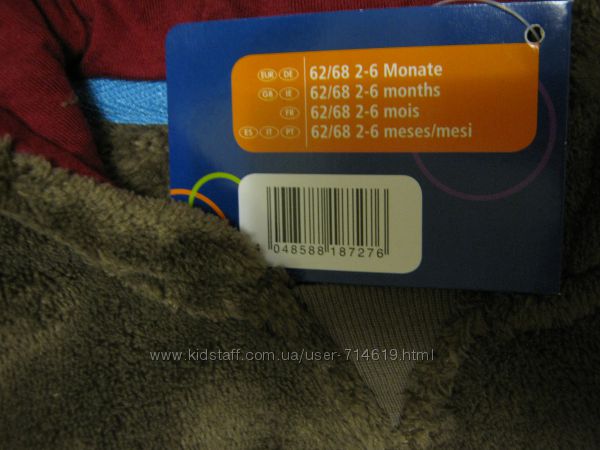 EUR DE 62/68 2-6 Monate
GB IE 62/68 2-6 months
FR 62/68 2-6 mois
ES IT PT 62/68 2-6 meses/mesi
4 048588 187276
www.kidstaff.com.ua/user-714619.html